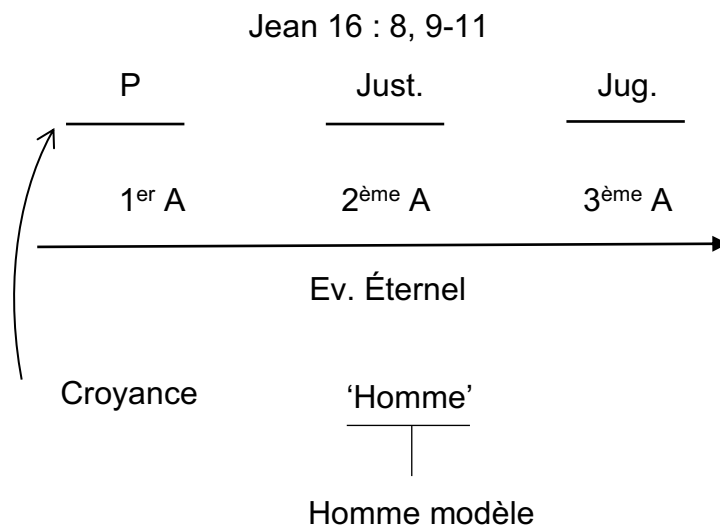 Jean 16 : 8, 9-11
P Just. Jug.
1er A 2ème A 3ème A
Ev. Éternel
Croyance ‘Homme’
Homme modèle